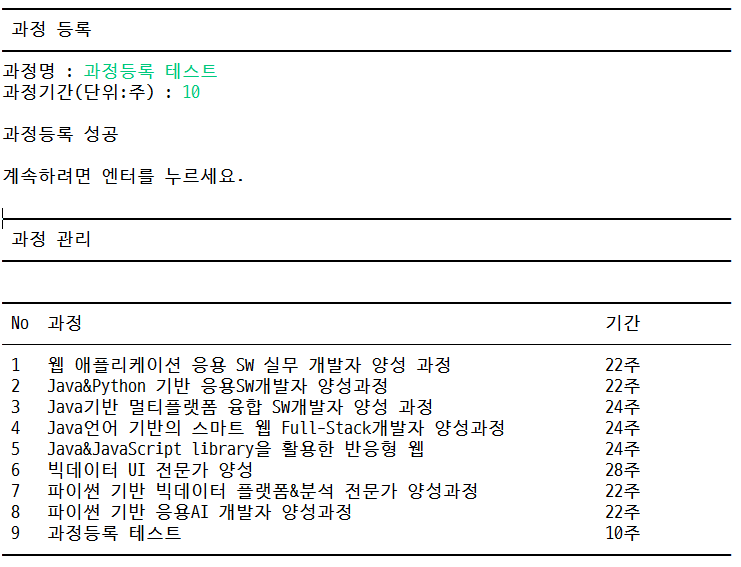 과정 등록
과정명 : 과정등록 테스트
과정기간(단위:주) : 10
과정등록 성공
계속하려면 엔터를 누르세요.
과정 관리
No 과정 기간
1 웹 애플리케이션 응용 SW 실무 개발자 양성 과정 22주
2 Java&Python 기반 응용SW개발자 양성과정 22주
3 Java기반 멀티플랫폼 융합 SW개발자 양성 과정 24주
4 Java언어 기반의 스마트 웹 Full-Stack개발자 양성과정 24주
5 Java&JavaScript library을 활용한 반응형 웹 24주
6 빅데이터 UI 전문가 양성 28주
7 파이썬 기반 빅데이터 플랫폼&분석 전문가 양성과정 22주
8 파이썬 기반 응용AI 개발자 양성과정 22주
9 과정등록 테스트 10주